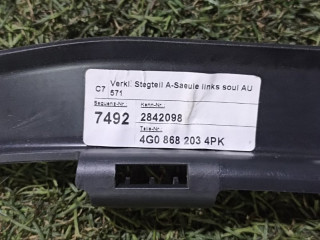 Verkl. Stegteil A-Saeule links soul AU
C7 571
Sequenz-Nr. Kenn-Nr.
7492 2842098
Teile-Nr.
4G0 868 203 4PK